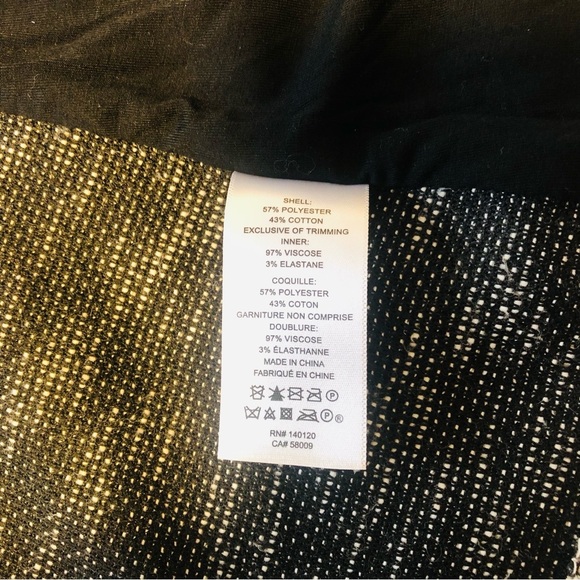 SHELL:
57% POLYESTER
43% COTTON
EXCLUSIVE OF TRIMMING
INNER:
97% VISCOSE
3% ELASTANE
COQUILLE:
57% POLYESTER
43% COTON
GARNITURE NON COMPRISE
DOUBLURE:
97% VISCOSE
3% ÉLASTHANNE
MADE IN CHINA
FABRIQUÉ EN CHINE
P
P ®
RN# 140120
CA# 58009